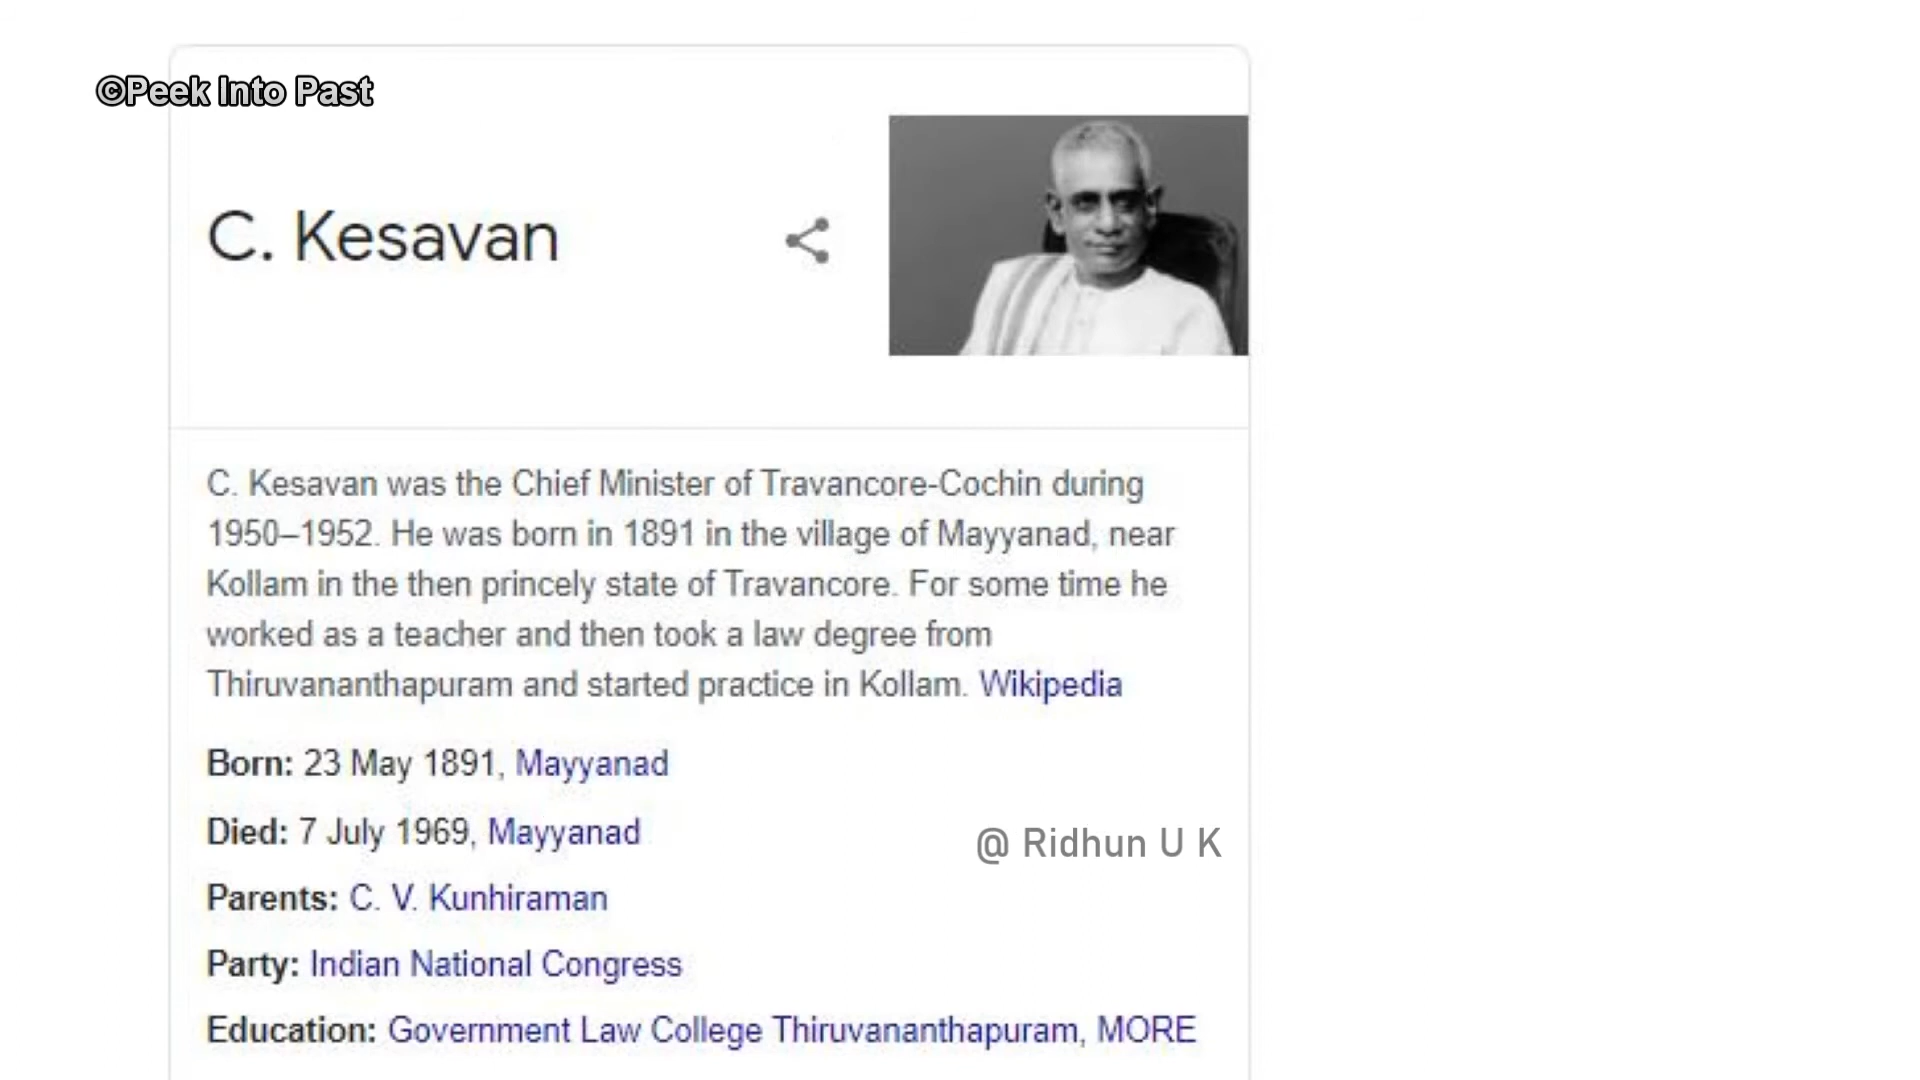 ©Peek Into Past
C. Kesavan
C. Kesavan was the Chief Minister of Travancore-Cochin during
1950–1952. He was born in 1891 in the village of Mayyanad, near
Kollam in the then princely state of Travancore. For some time he
worked as a teacher and then took a law degree from
Thiruvananthapuram and started practice in Kollam. Wikipedia
Born: 23 May 1891, Mayyanad
Died: 7 July 1969, Mayyanad
@ Ridhun U K
Parents: C. V. Kunhiraman
Party: Indian National Congress
Education: Government Law College Thiruvananthapuram, MORE